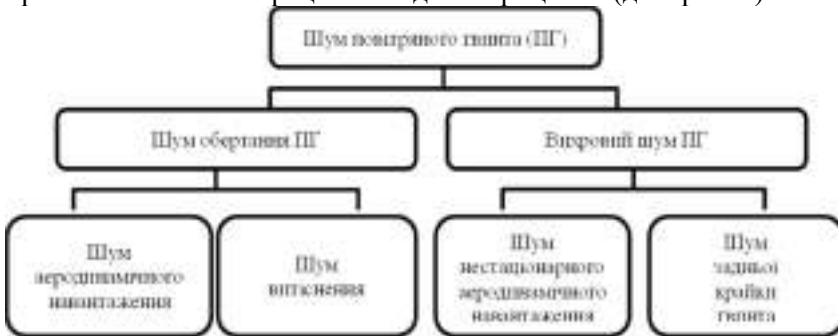 Шум повітряного гвинта (ПГ)
Шум обертання ПГ
Вихровий шум ПГ
Шум
аеродинамічного
навантаження
Шум
витіснення
Шум
нестаціонарного
аеродинамічного
навантаження
Шум
задньої
крайки
гвинта